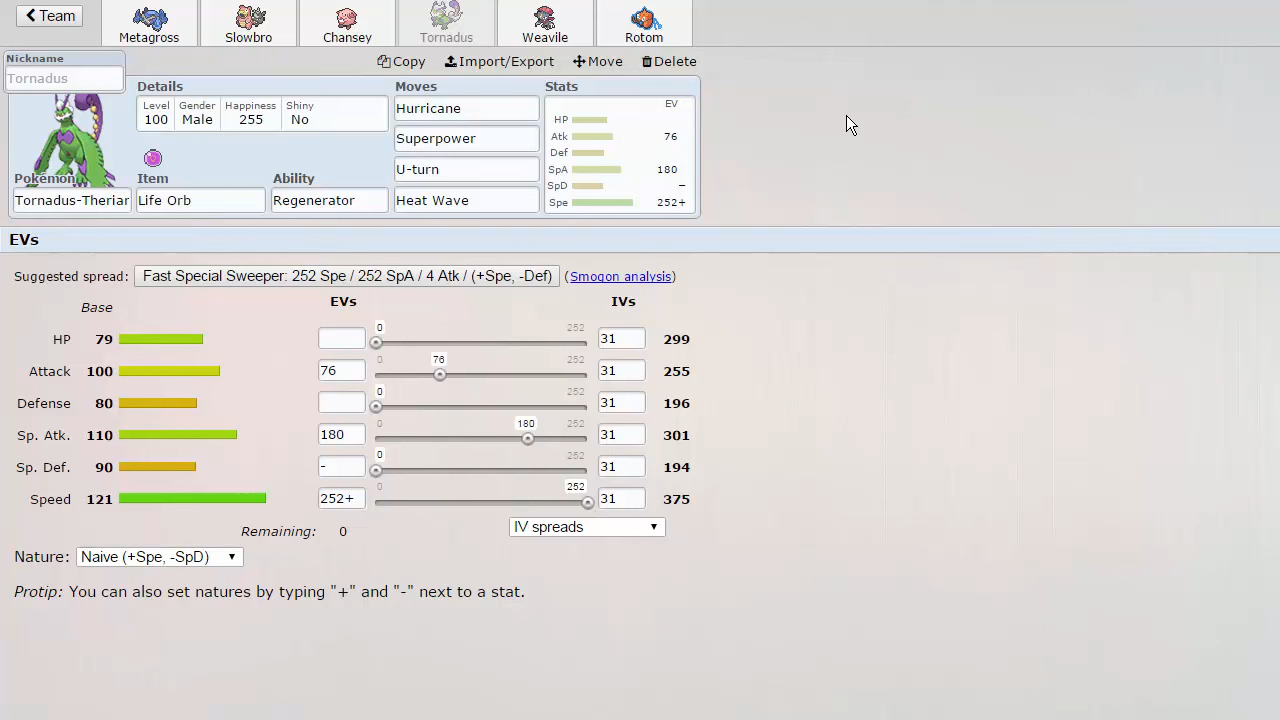 Team
Metagross
Slowbro
Chansey
Tornadus
Weavile
Rotom
Copy Import/Export Move Delete
Nickname
Tornadus
Details
Moves
Stats
Level Gender Happiness Shiny
100 Male 255 No
Hurricane
Superpower
U-turn
Heat Wave
EV
HP
Atk 76
Def
SpA 180
SpD –
Spe 252+
Pokémon Item Ability
Tornadus-Therian Life Orb Regenerator
EVs
Suggested spread: Fast Special Sweeper: 252 Spe / 252 SpA / 4 Atk / (+Spe, -Def) (Smogon analysis)
Base EVs IVs
HP 79 0 252 31 299
Attack 100 76 0 76 252 31 255
Defense 80 0 252 31 196
Sp. Atk. 110 180 0 180 252 31 301
Sp. Def. 90 - 0 252 31 194
Speed 121 252+ 0 252 31 375
Remaining: 0 IV spreads
Nature: Naive (+Spe, -SpD)
Protip: You can also set natures by typing "+" and "-" next to a stat.